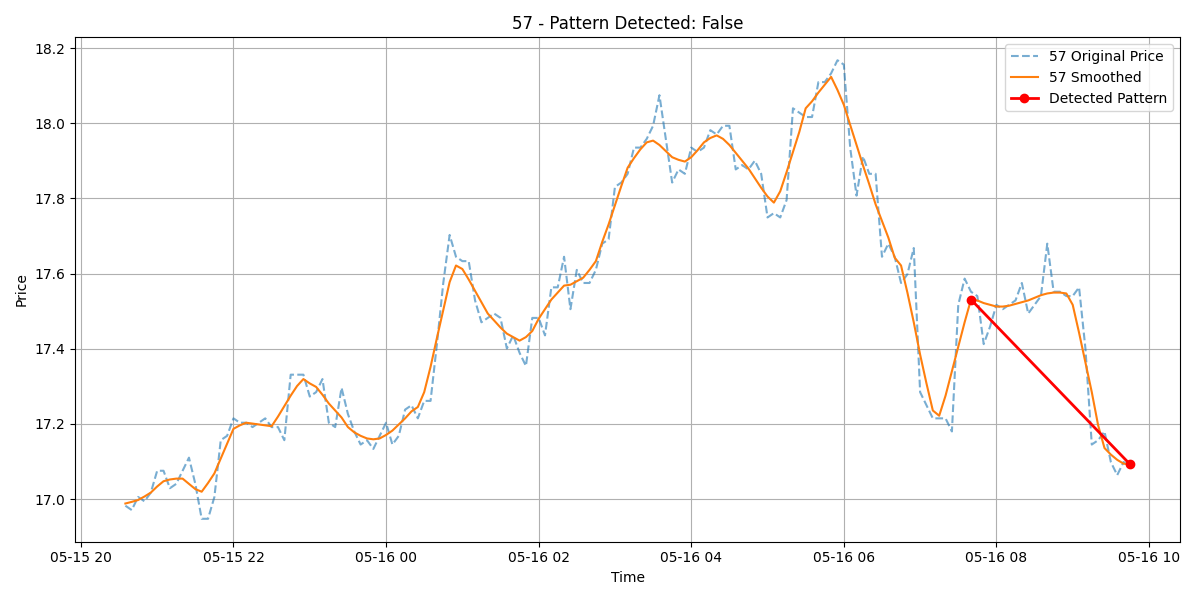 57 - Pattern Detected: False
57 Original Price
57 Smoothed
Detected Pattern
Price
18.2
18.0
17.8
17.6
17.4
17.2
17.0
05-15 20
05-15 22
05-16 00
05-16 02
05-16 04
05-16 06
05-16 08
05-16 10
Time